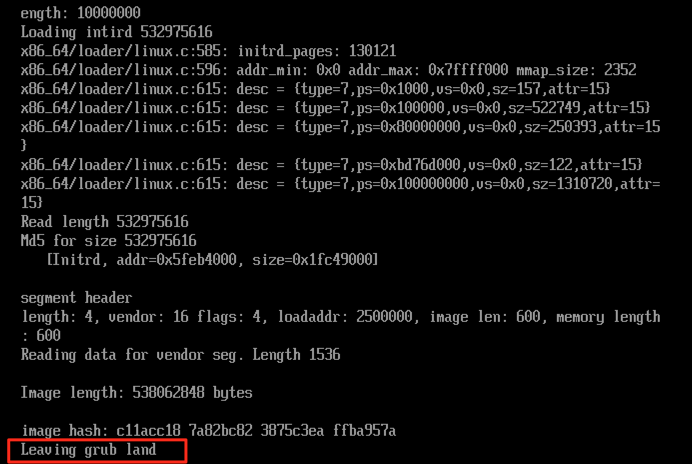 ength: 10000000
Loading intird 532975616
x86_64/loader/linux.c:585: initrd_pages: 130121
x86_64/loader/linux.c:596: addr_min: 0x0 addr_max: 0x7ffff000 mmap_size: 2352
x86_64/loader/linux.c:615: desc = {type=7,ps=0x1000,vs=0x0,sz=157,attr=15}
x86_64/loader/linux.c:615: desc = {type=7,ps=0x100000,vs=0x0,sz=522749,attr=15}
x86_64/loader/linux.c:615: desc = {type=7,ps=0x80000000,vs=0x0,sz=250393,attr=15
}
x86_64/loader/linux.c:615: desc = {type=7,ps=0xbd76d000,vs=0x0,sz=122,attr=15}
x86_64/loader/linux.c:615: desc = {type=7,ps=0x100000000,vs=0x0,sz=1310720,attr=
15}
Read length 532975616
Md5 for size 532975616
[Initrd, addr=0x5feb4000, size=0x1fc49000]
segment header
length: 4, vendor: 16 flags: 4, loadaddr: 2500000, image len: 600, memory length
: 600
Reading data for vendor seg. Length 1536
Image length: 538062848 bytes
image hash: c11acc18 7a82bc82 3875c3ea ffba957a
Leaving grub land